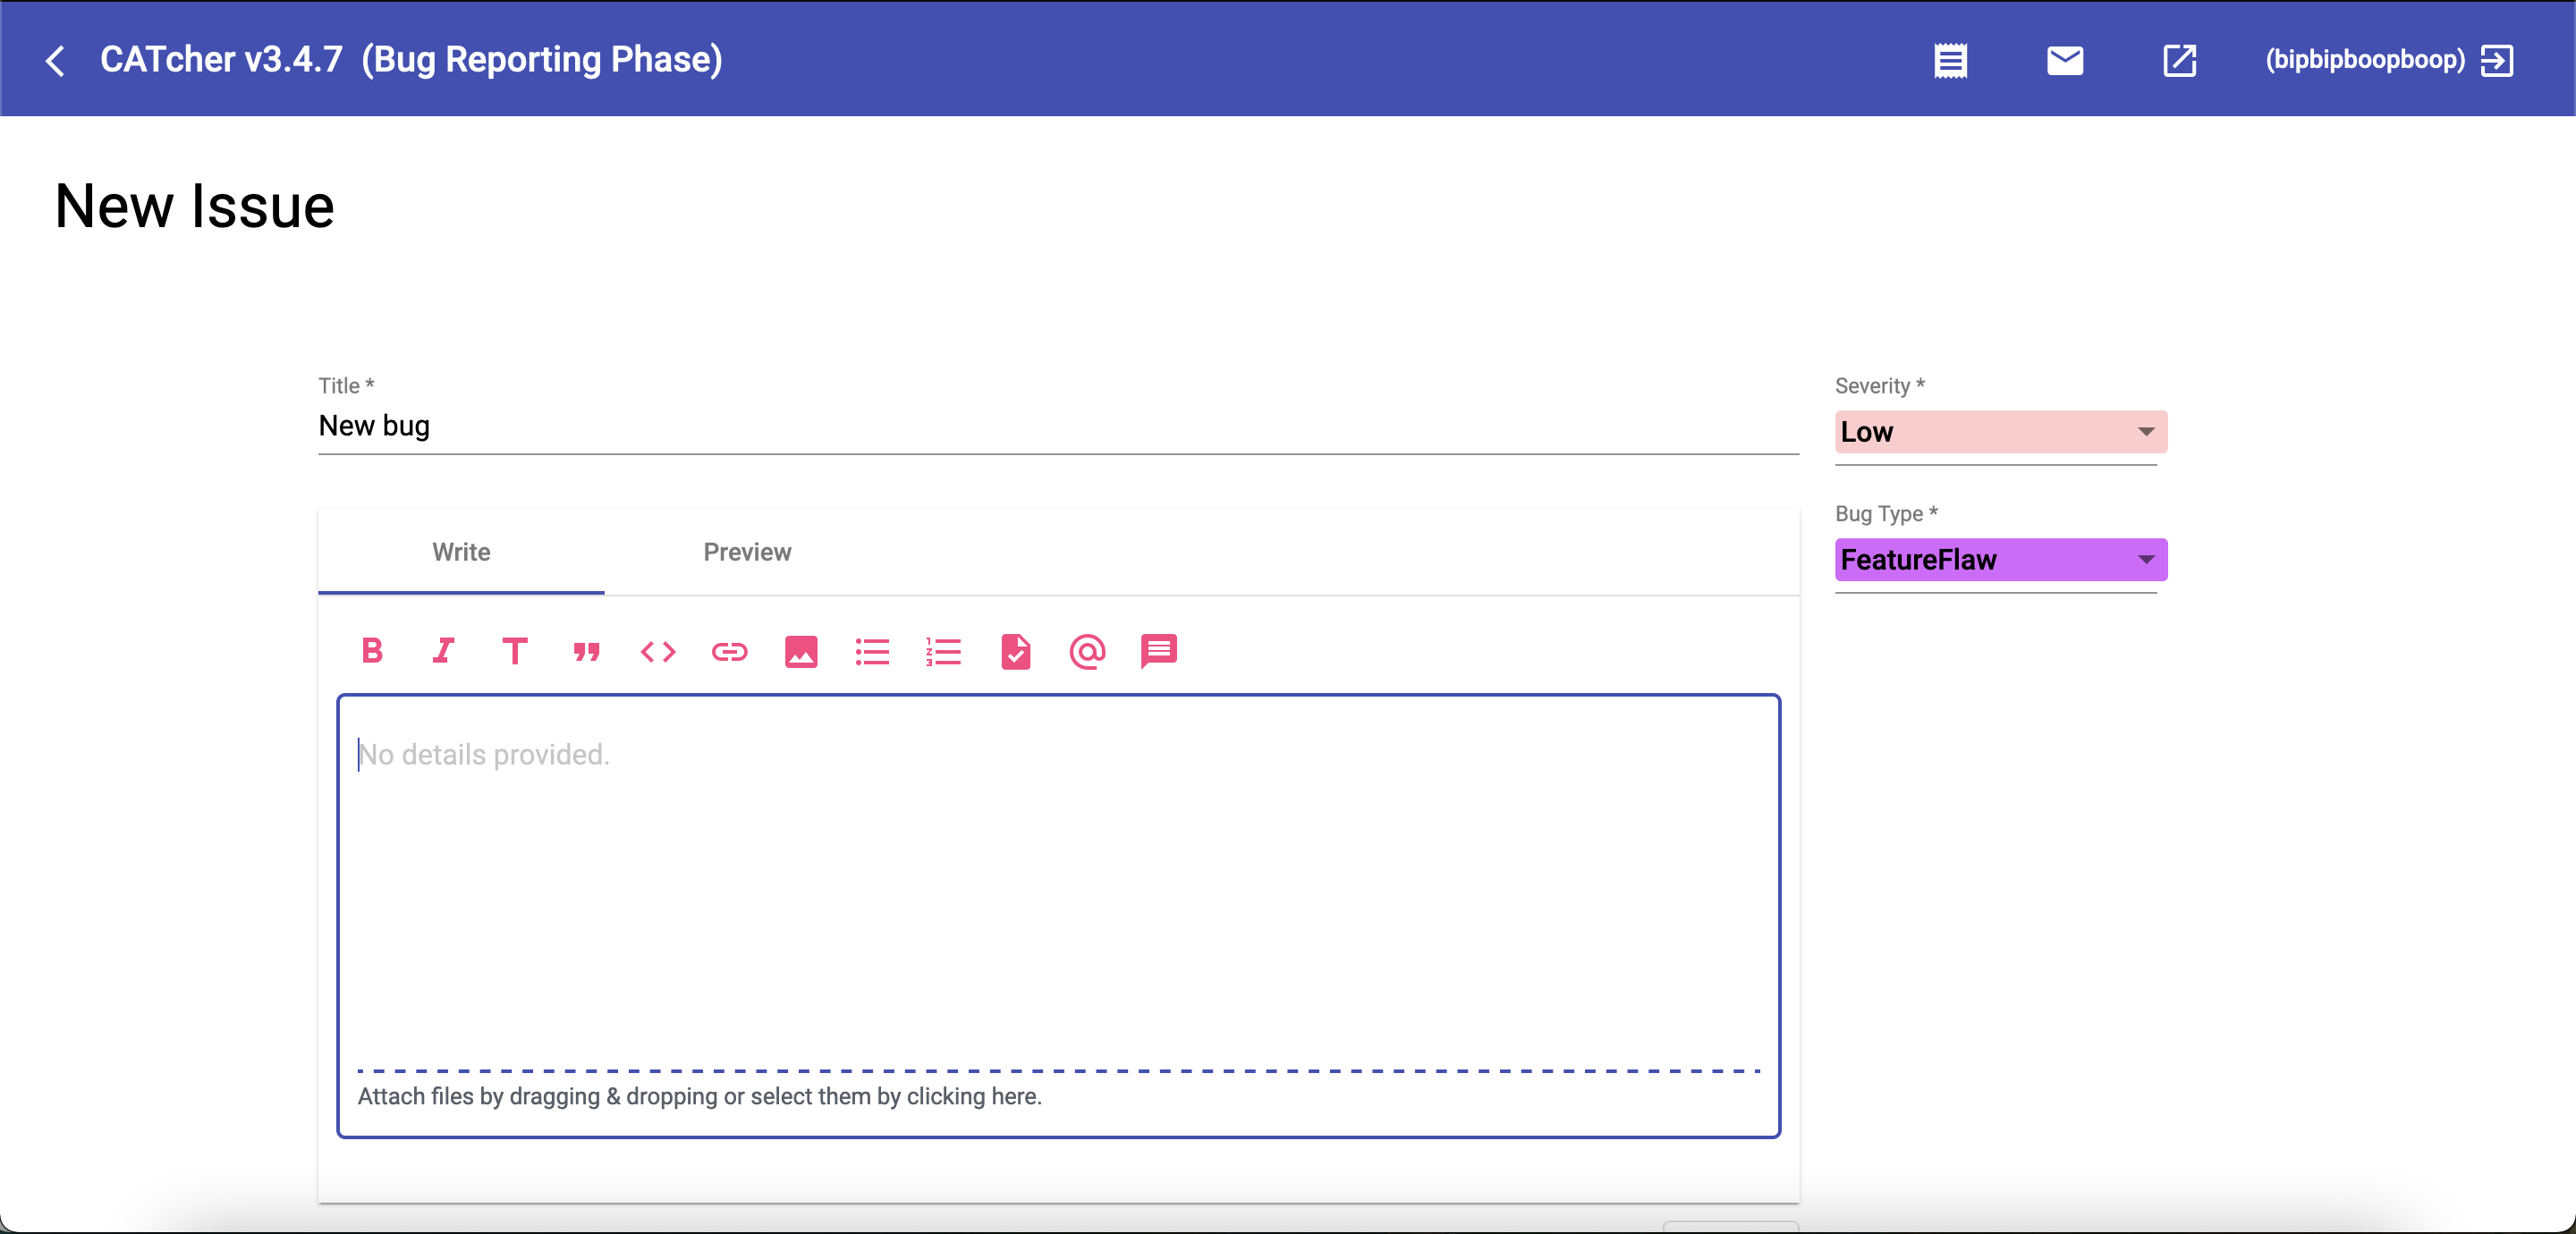 CATcher v3.4.7 (Bug Reporting Phase)
(bipbipboopboop)
New Issue
Title *
New bug
Severity *
Low
Bug Type *
FeatureFlaw
Write
Preview
No details provided.
Attach files by dragging & dropping or select them by clicking here.